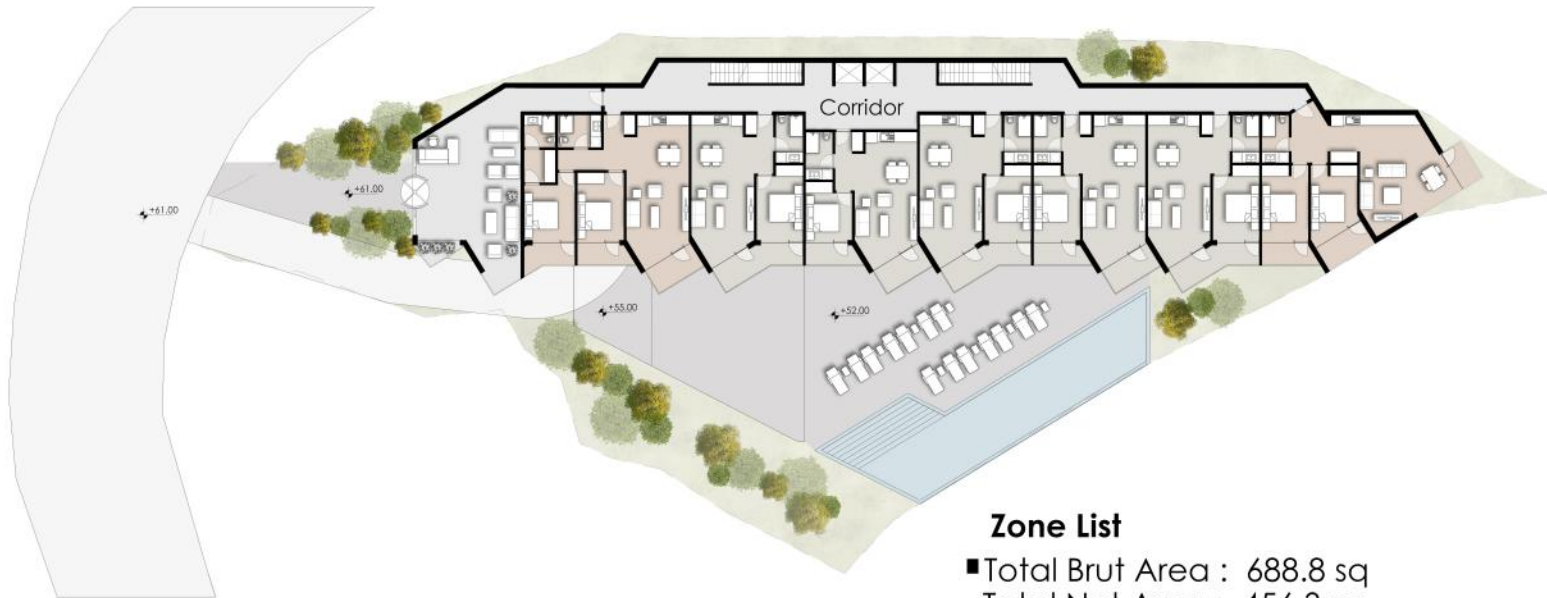 Corridor
+61.00
+61.00
+55.00
+52.00
Zone List
■Total Brut Area : 688.8 sq